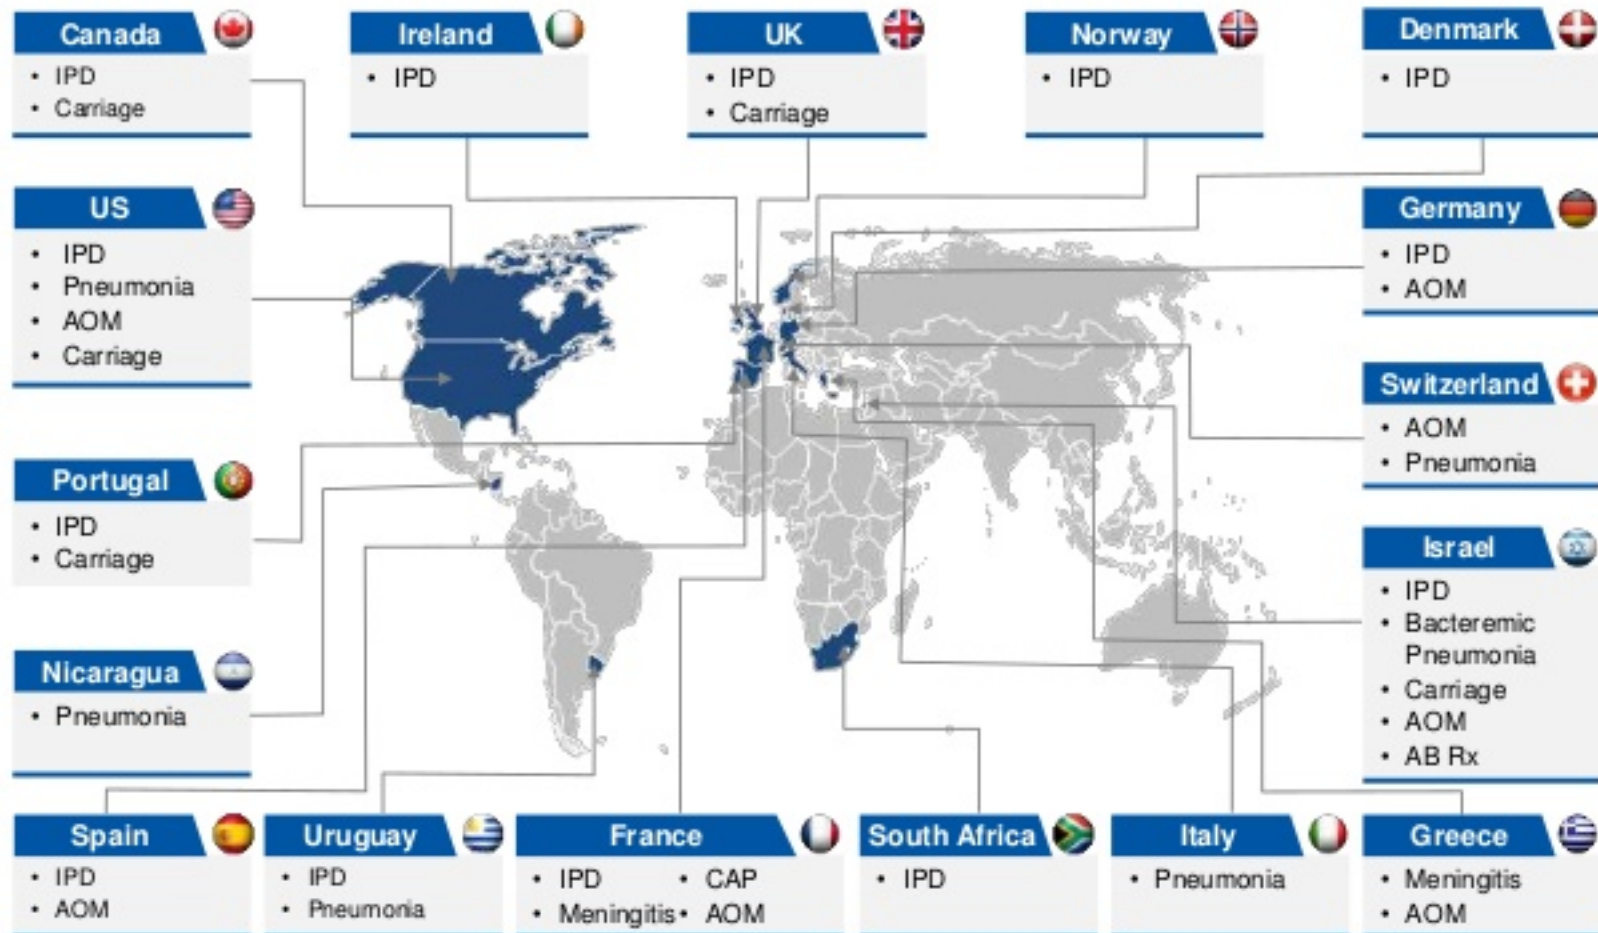 Canada
• IPD
• Carriage
Ireland
• IPD
UK
• IPD
• Carriage
Norway
• IPD
Denmark
• IPD
US
• IPD
• Pneumonia
• AOM
• Carriage
Germany
• IPD
• AOM
Switzerland
• AOM
• Pneumonia
Portugal
• IPD
• Carriage
Israel
• IPD
• Bacteremic
Pneumonia
• Carriage
• AOM
• AB Rx
Nicaragua
• Pneumonia
Spain
• IPD
• AOM
Uruguay
• IPD
• Pneumonia
France
• IPD • CAP
• Meningitis • AOM
South Africa
• IPD
Italy
• Pneumonia
Greece
• Meningitis
• AOM